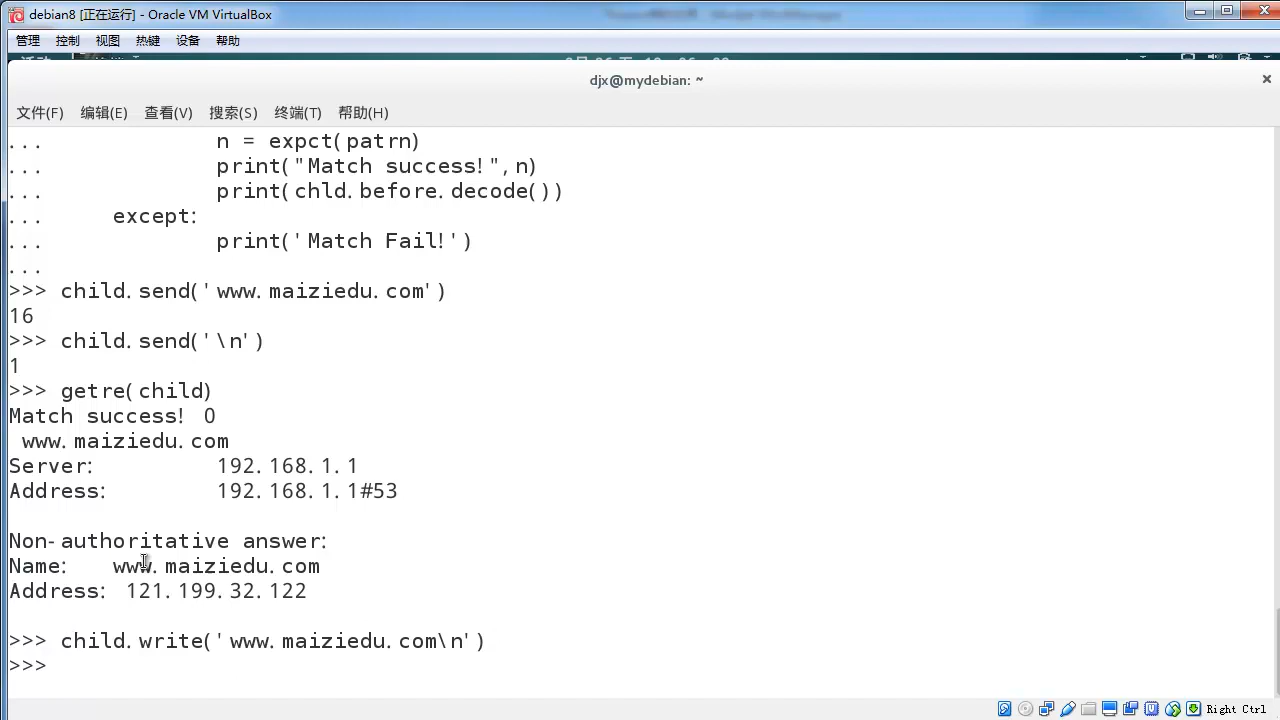 debian8 [正在运行] - Oracle VM VirtualBox
管理 控制 视图 热键 设备 帮助
djx@mydebian: ~
文件(F) 编辑(E) 查看(V) 搜索(S) 终端(T) 帮助(H)
... n = expct(patrn)
... print("Match success!",n)
... print(chld.before.decode())
... except:
... print('Match Fail!')
...
>>> child.send('www.maiziedu.com')
16
>>> child.send('\n')
1
>>> getre(child)
Match success! 0
www.maiziedu.com
Server: 192.168.1.1
Address: 192.168.1.1#53
Non-authoritative answer:
Name: www.maiziedu.com
Address: 121.199.32.122
>>> child.write('www.maiziedu.com\n')
>>>
Right Ctrl